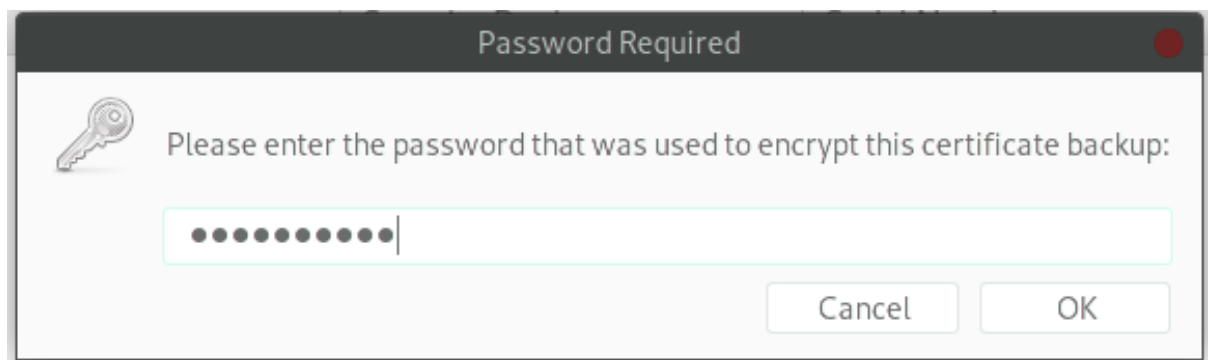 Password Required
Please enter the password that was used to encrypt this certificate backup:
●●●●●●●●●●
Cancel OK